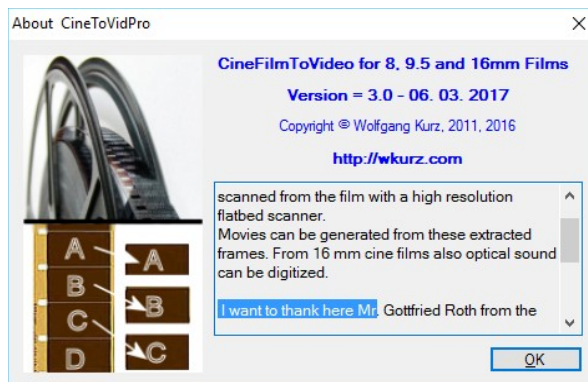 About CineToVidPro
CineFilmToVideo for 8, 9.5 and 16mm Films
Version = 3.0 - 06. 03. 2017
Copyright © Wolfgang Kurz, 2011, 2016
http://wkurz.com
scanned from the film with a high resolution
flatbed scanner.
Movies can be generated from these extracted
frames. From 16 mm cine films also optical sound
can be digitized.
I want to thank here Mr. Gottfried Roth from the
A
A
B
B
C
C
D
OK